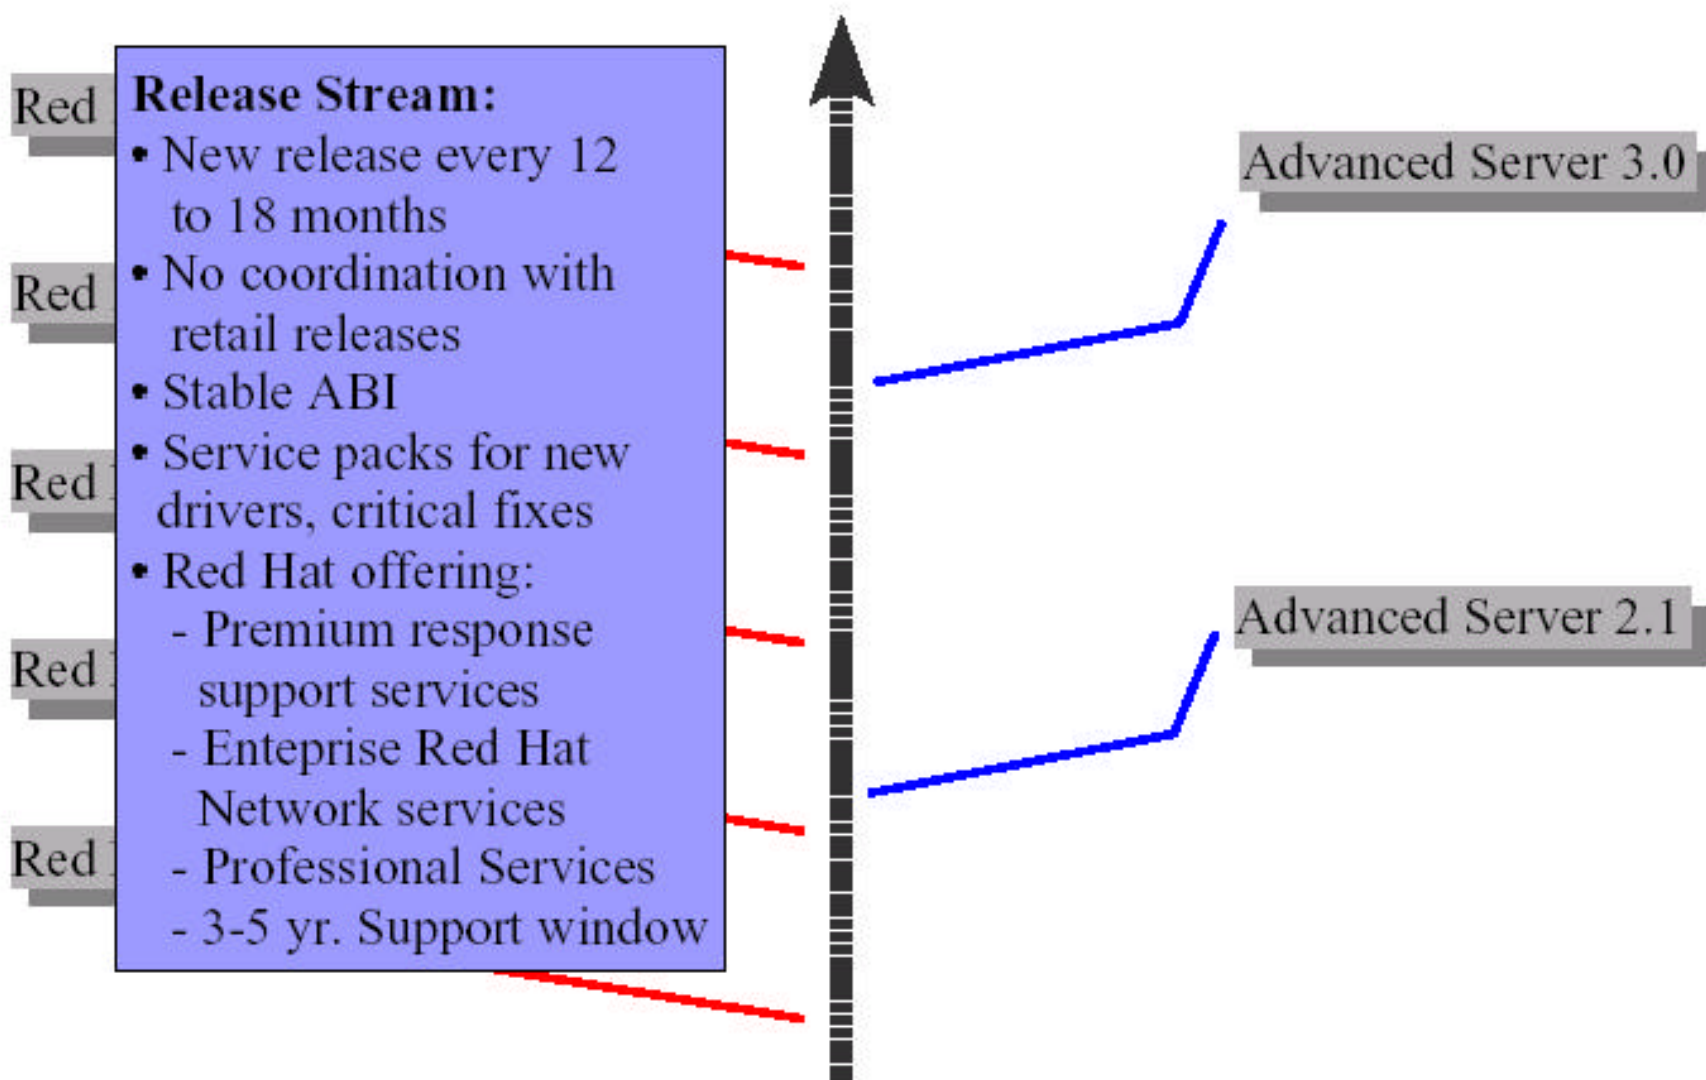 Red
Red
Red
Red
Red
Release Stream:
• New release every 12
to 18 months
• No coordination with
retail releases
• Stable ABI
• Service packs for new
drivers, critical fixes
• Red Hat offering:
- Premium response
support services
- Enteprise Red Hat
Network services
- Professional Services
- 3-5 yr. Support window
Advanced Server 3.0
Advanced Server 2.1